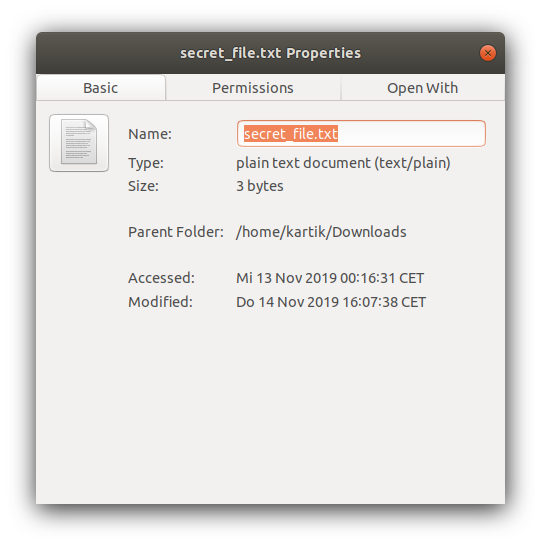 secret_file.txt Properties
Basic Permissions Open With
Name: secret_file.txt
Type: plain text document (text/plain)
Size: 3 bytes
Parent Folder: /home/kartik/Downloads
Accessed: Mi 13 Nov 2019 00:16:31 CET
Modified: Do 14 Nov 2019 16:07:38 CET